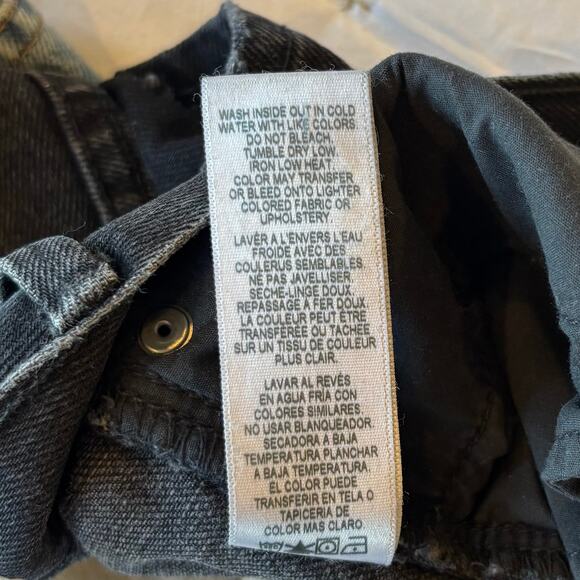 WASH INSIDE OUT IN COLD
WATER WITH LIKE COLORS.
DO NOT BLEACH.
TUMBLE DRY LOW.
IRON LOW HEAT.
COLOR MAY TRANSFER
OR BLEED ONTO LIGHTER
COLORED FABRIC OR
UPHOLSTERY.
LAVÉR A L'ENVERS L'EAU
FROIDE AVEC DES
COULERUS SEMBLABLES.
NE PAS JAVELLISER.
SÈCHE-LINGE DOUX.
REPASSAGE A FER DOUX.
LA COULEUR PEUT ÊTRE
TRANSFÉRÉE OU TACHÉE
SUR UN TISSU DE COULEUR
PLUS CLAIR.
LAVAR AL REVÉS
EN AGUA FRÍA CON
COLORES SIMILARES.
NO USAR BLANQUEADOR.
SECADORA A BAJA
TEMPERATURA PLANCHAR
A BAJA TEMPERATURA.
EL COLOR PUEDE
TRANSFERIR EN TELA O
TAPICERIA DE
COLOR MAS CLARO.